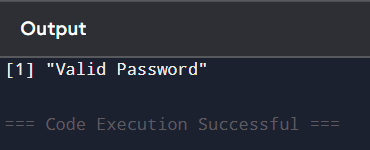 Output
[1] "Valid Password"
=== Code Execution Successful ===